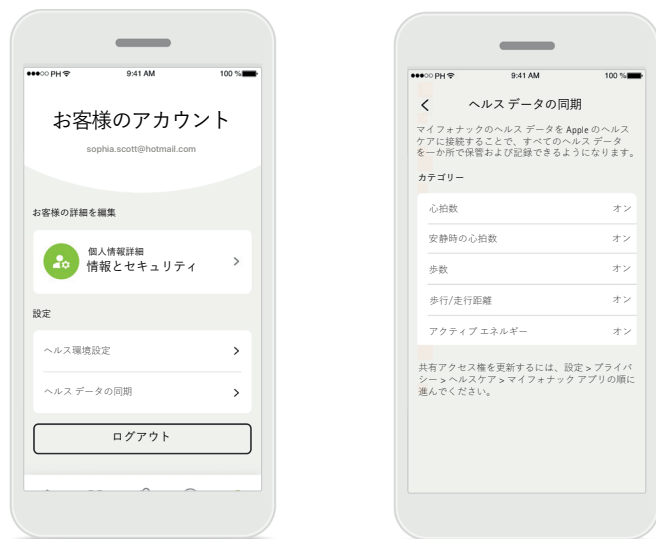 PH
9:41 AM
100 %
お客様のアカウント
sophia.scott@hotmail.com
お客様の詳細を編集
個人情報詳細
情報とセキュリティ
設定
ヘルス環境設定
ヘルス データの同期
ログアウト
PH
9:41 AM
100 %
ヘルス データの同期
マイフォナックのヘルス データを Apple のヘルス
ケアに接続することで、すべてのヘルス データ
を一か所で保管および記録できるようになります。
カテゴリー
心拍数 オン
安静時の心拍数 オン
歩数 オン
歩行/走行距離 オン
アクティブ エネルギー オン
共有アクセス権を更新するには、設定 > プライバ
シー > ヘルスケア > マイフォナック アプリの順に
進んでください。